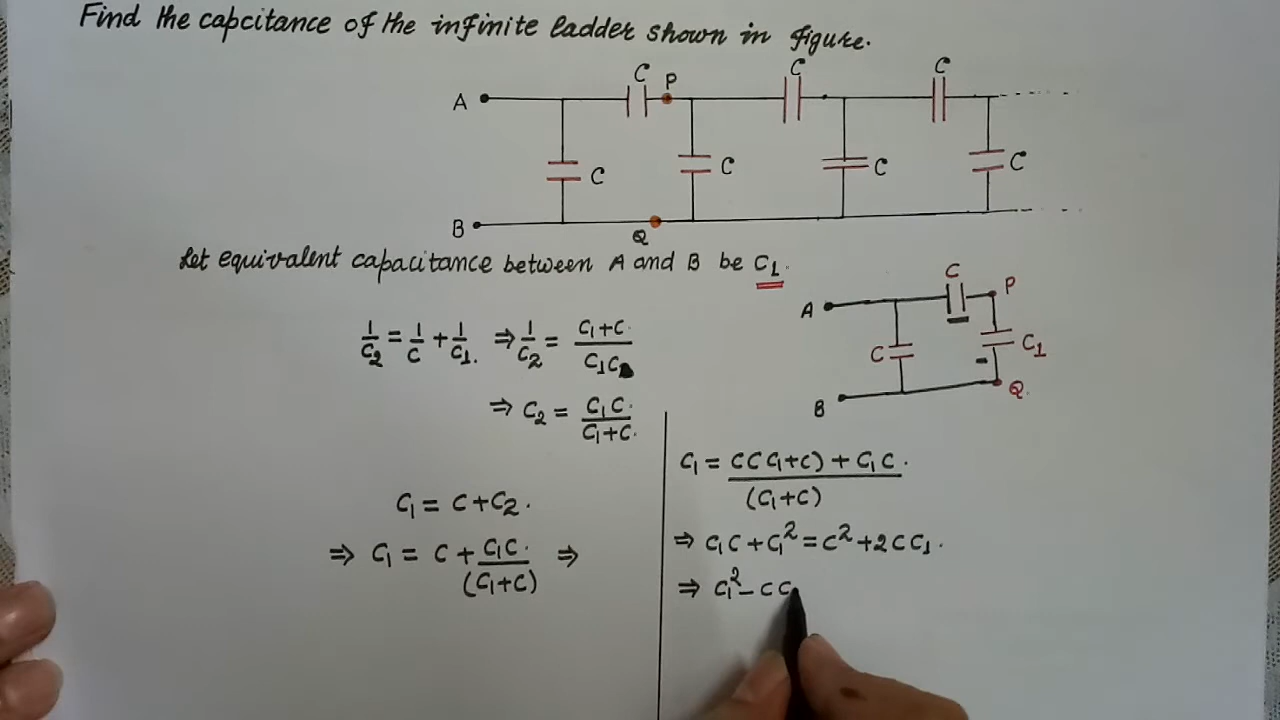 Find the capcitance of the infinite ladder shown in figure.
C P C C
A
C C C C
B
Q
Let equivalent capacitance between A and B be C₁.
C P
A
C C₁
B Q.
1/C₂ = 1/C + 1/C₁. ⇒ 1/C₂ = C₁+C/C₁C
⇒ C₂ = C₁C/C₁+C.
C₁ = C+C₂.
⇒ C₁ = C + C₁C/(C₁+C) ⇒
C₁ = C(C₁+C) + C₁C/(C₁+C)
⇒ C₁C + C₁² = C² + 2CC₁.
⇒ C₁² – CC